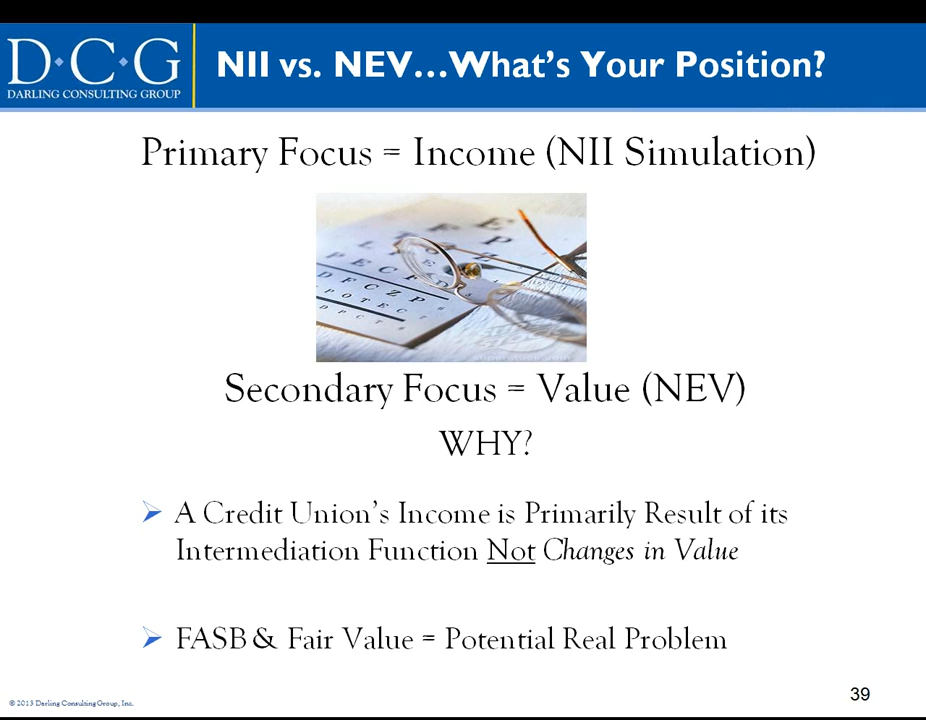 D·C·G
DARLING CONSULTING GROUP
NII vs. NEV…What's Your Position?
Primary Focus = Income (NII Simulation)
P E C F D
D F C Z P
P O T E C
Secondary Focus = Value (NEV)
WHY?
A Credit Union's Income is Primarily Result of its
Intermediation Function Not Changes in Value
FASB & Fair Value = Potential Real Problem
© 2013 Darling Consulting Group, Inc.
39